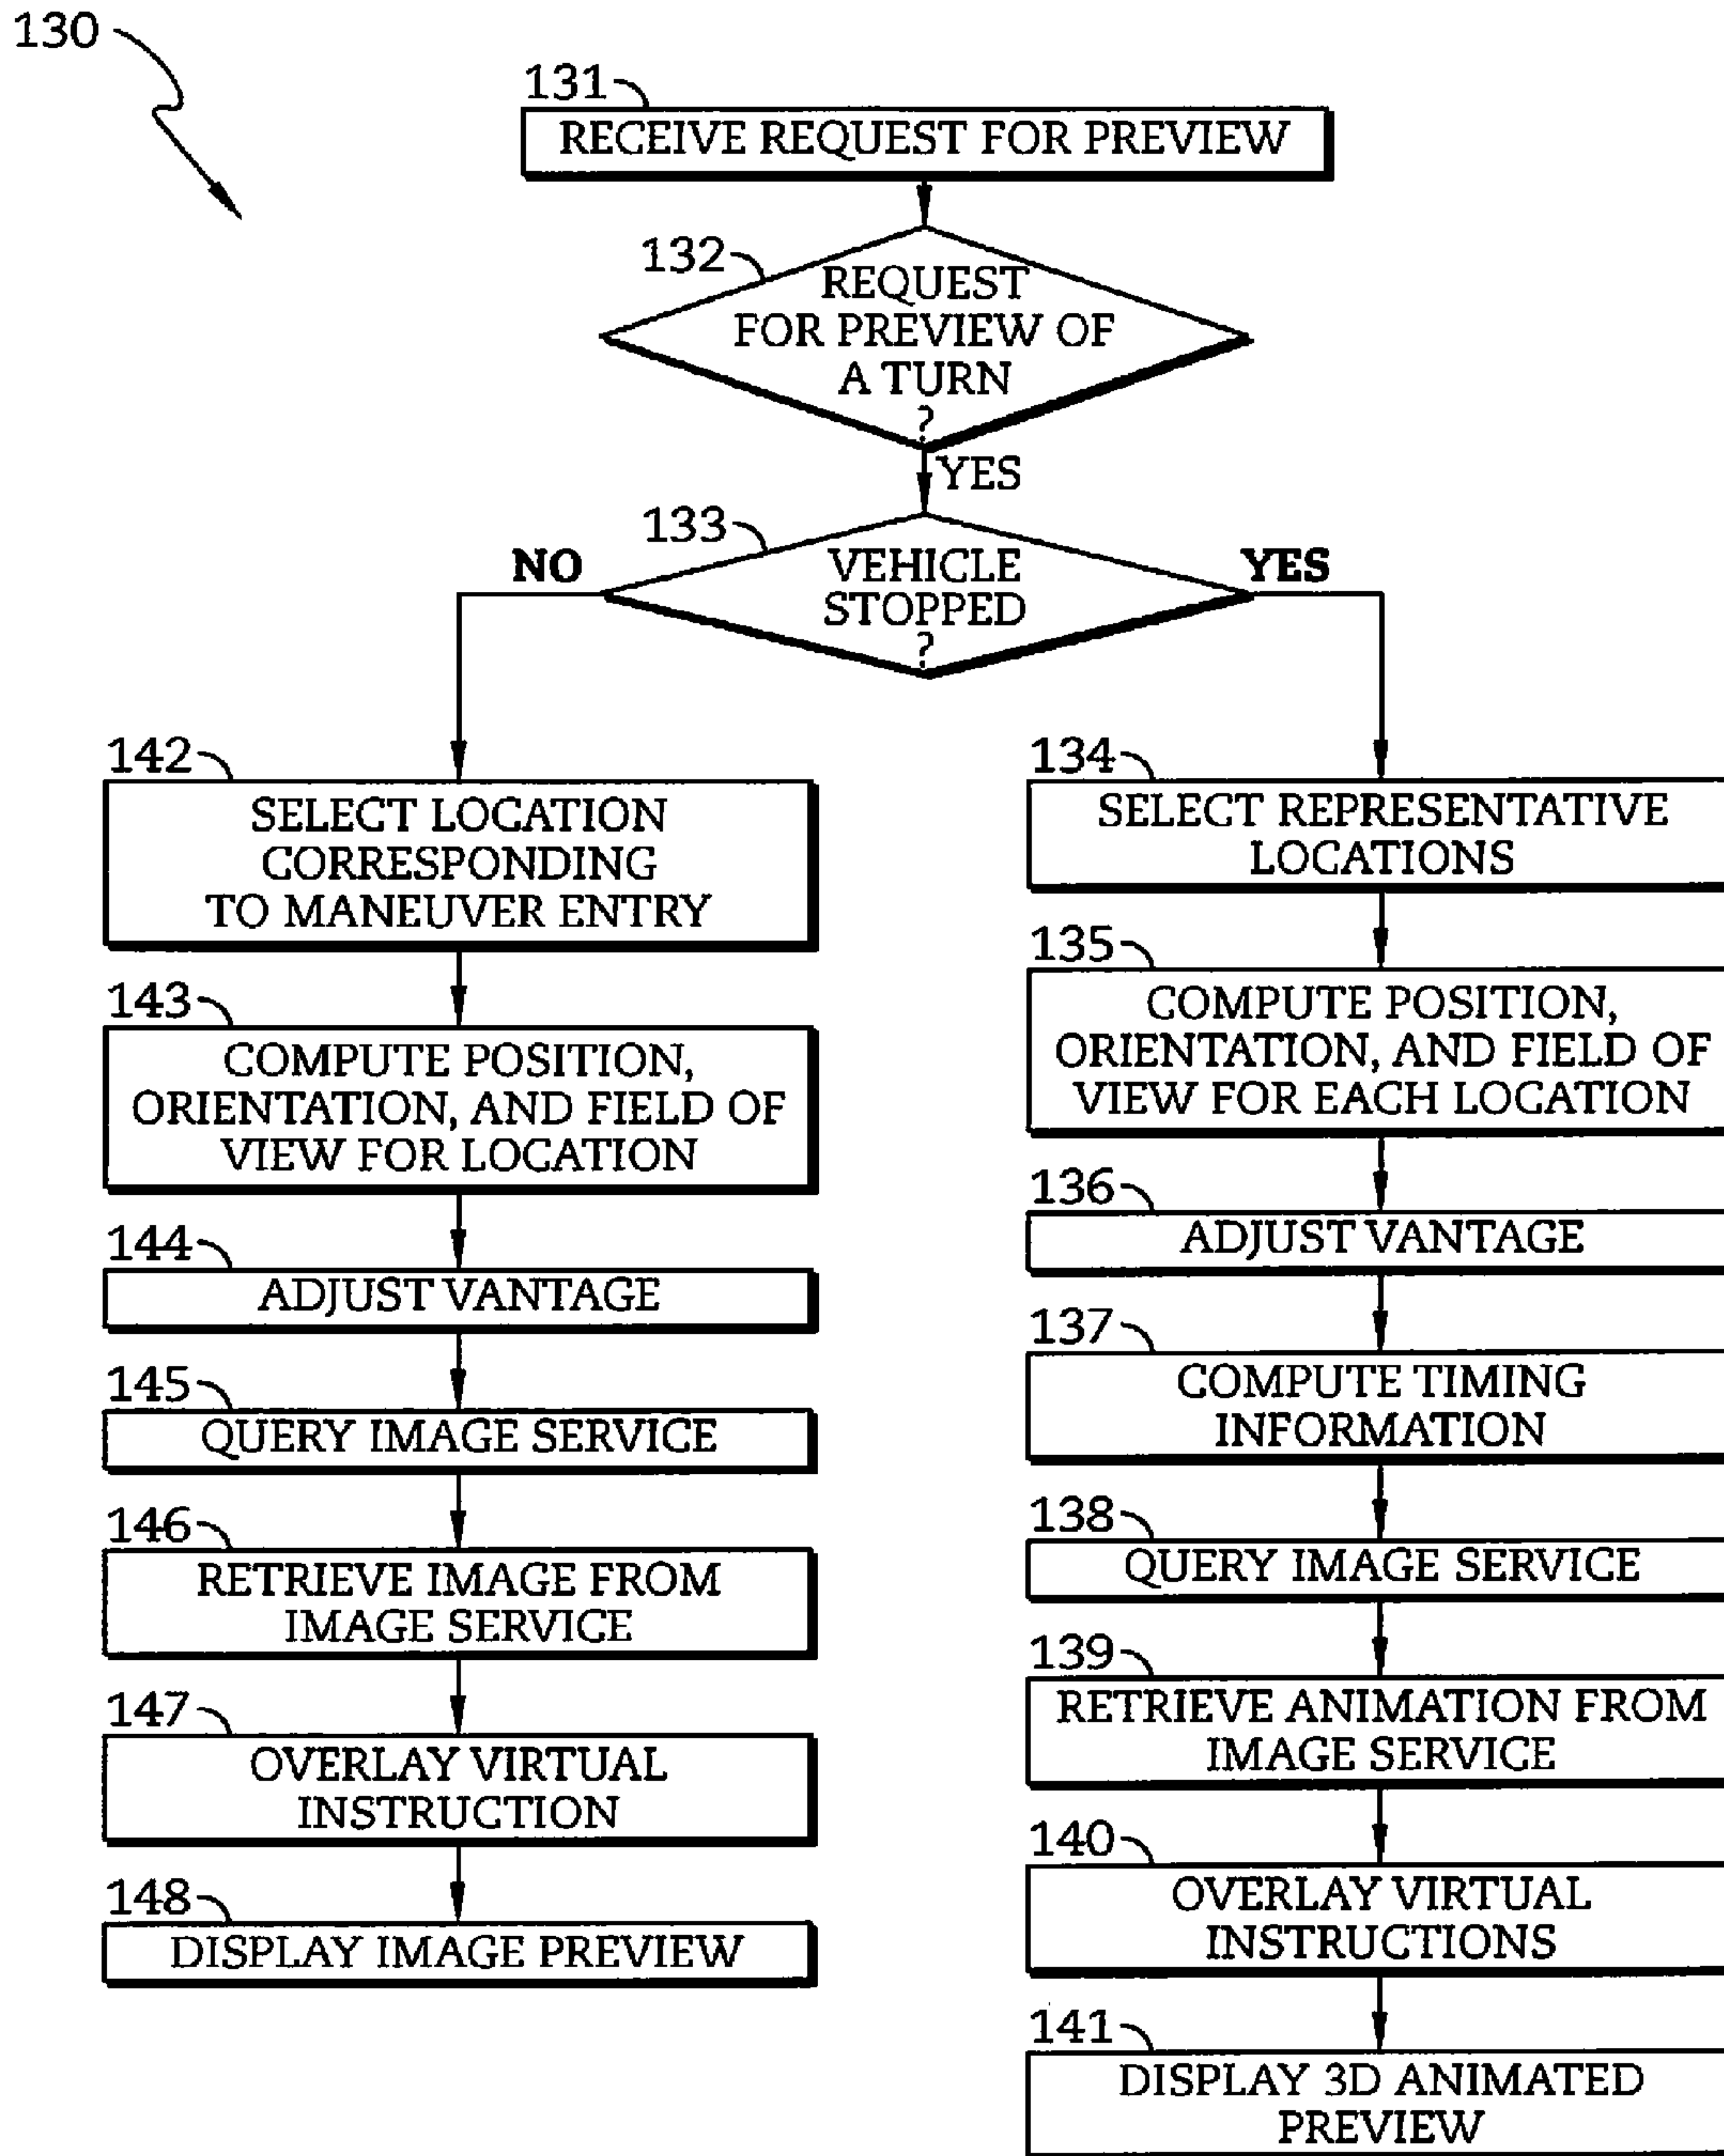 130
131
RECEIVE REQUEST FOR PREVIEW
132
REQUEST
FOR PREVIEW OF
A TURN
?
YES
133
NO
VEHICLE
STOPPED
?
YES
142
SELECT LOCATION
CORRESPONDING
TO MANEUVER ENTRY
143
COMPUTE POSITION,
ORIENTATION, AND FIELD OF
VIEW FOR LOCATION
144
ADJUST VANTAGE
145
QUERY IMAGE SERVICE
146
RETRIEVE IMAGE FROM
IMAGE SERVICE
147
OVERLAY VIRTUAL
INSTRUCTION
148
DISPLAY IMAGE PREVIEW
134
SELECT REPRESENTATIVE
LOCATIONS
135
COMPUTE POSITION,
ORIENTATION, AND FIELD OF
VIEW FOR EACH LOCATION
136
ADJUST VANTAGE
137
COMPUTE TIMING
INFORMATION
138
QUERY IMAGE SERVICE
139
RETRIEVE ANIMATION FROM
IMAGE SERVICE
140
OVERLAY VIRTUAL
INSTRUCTIONS
141
DISPLAY 3D ANIMATED
PREVIEW